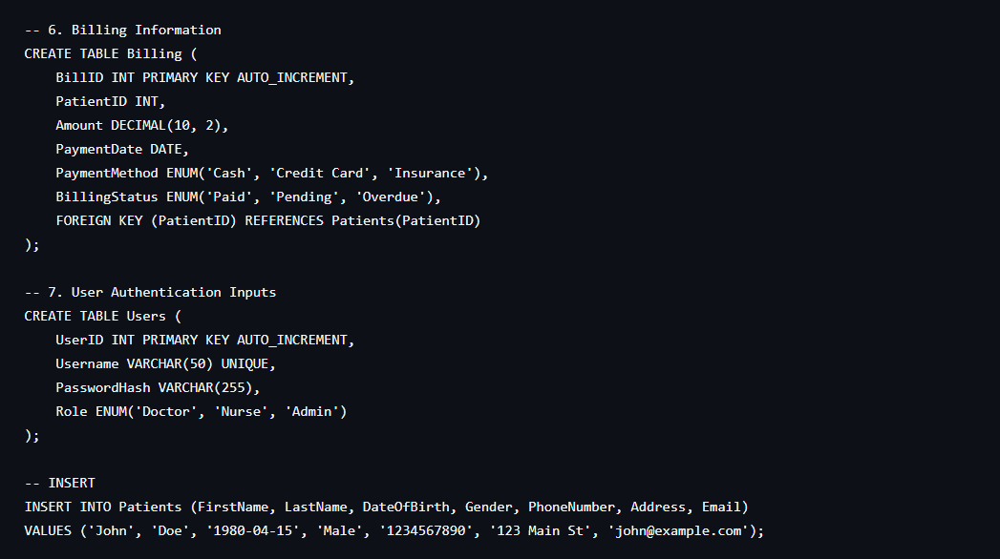 -- 6. Billing Information
CREATE TABLE Billing (
    BillID INT PRIMARY KEY AUTO_INCREMENT,
    PatientID INT,
    Amount DECIMAL(10, 2),
    PaymentDate DATE,
    PaymentMethod ENUM('Cash', 'Credit Card', 'Insurance'),
    BillingStatus ENUM('Paid', 'Pending', 'Overdue'),
    FOREIGN KEY (PatientID) REFERENCES Patients(PatientID)
);
-- 7. User Authentication Inputs
CREATE TABLE Users (
    UserID INT PRIMARY KEY AUTO_INCREMENT,
    Username VARCHAR(50) UNIQUE,
    PasswordHash VARCHAR(255),
    Role ENUM('Doctor', 'Nurse', 'Admin')
);
-- INSERT
INSERT INTO Patients (FirstName, LastName, DateOfBirth, Gender, PhoneNumber, Address, Email)
VALUES ('John', 'Doe', '1980-04-15', 'Male', '1234567890', '123 Main St', 'john@example.com');